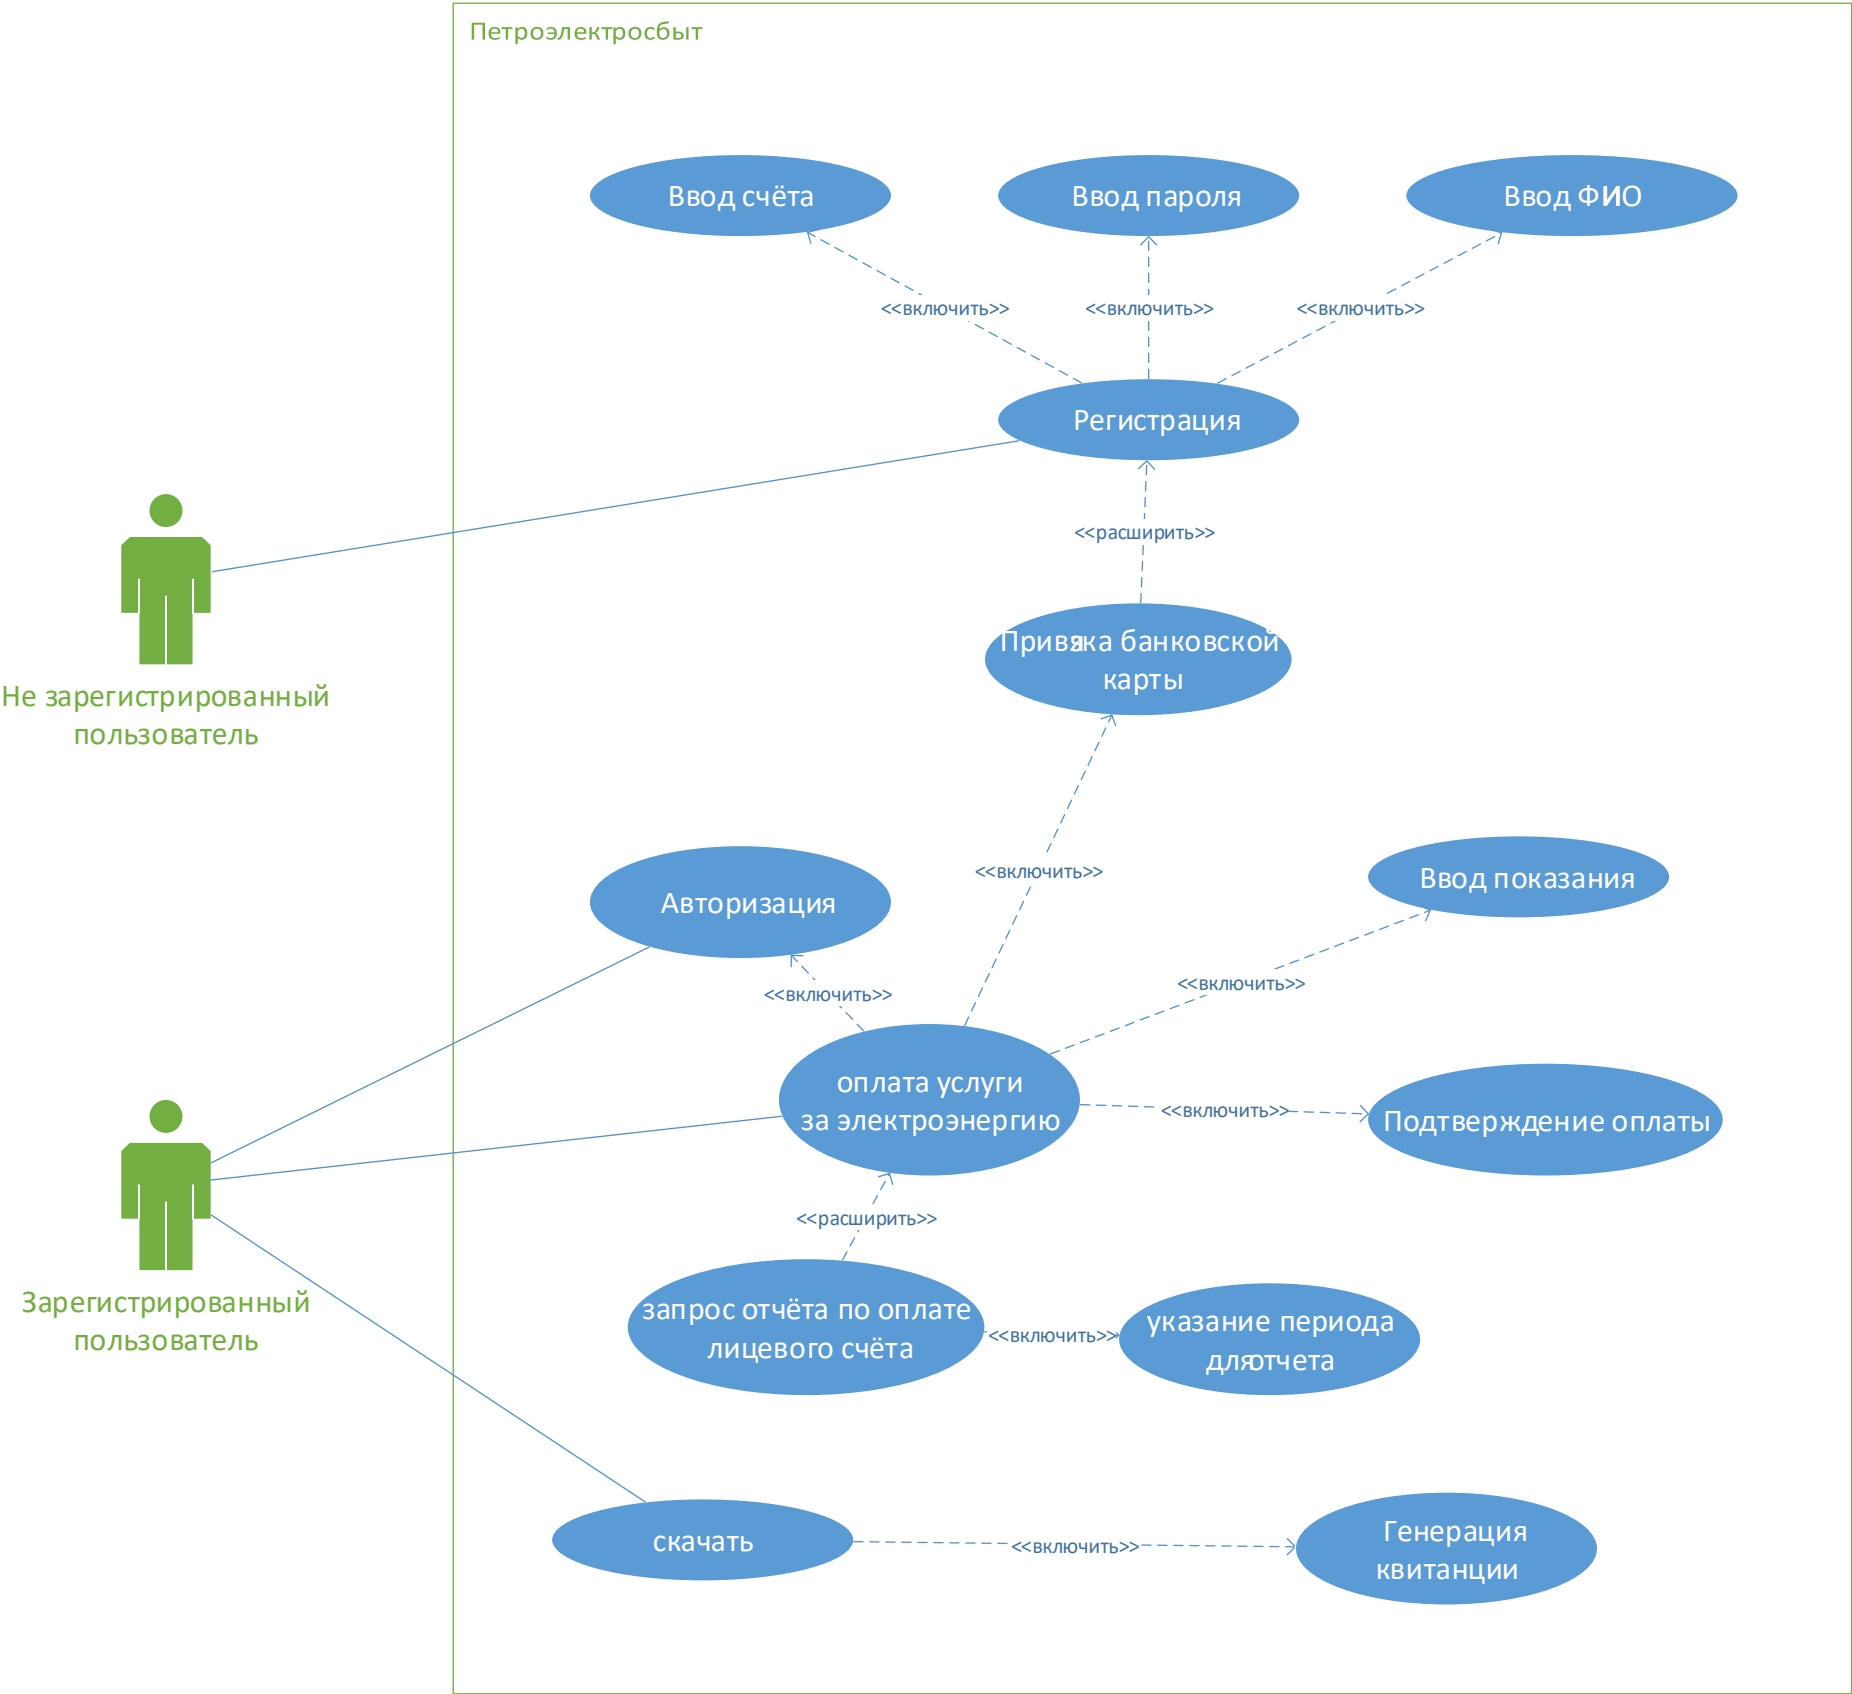 Петроэлектросбыт
Ввод счёта
Ввод пароля
Ввод ФИО
<<включить>>
<<включить>>
<<включить>>
Регистрация
<<расширить>>
Привязка банковской
карты
Не зарегистрированный
пользователь
<<включить>>
Авторизация
Ввод показания
<<включить>>
<<включить>>
оплата услуги
за электроэнергию
<<включить>>
Подтверждение оплаты
<<расширить>>
Зарегистрированный
пользователь
запрос отчёта по оплате
лицевого счёта
<<включить>>
указание периода
для отчета
скачать
<<включить>>
Генерация
квитанции